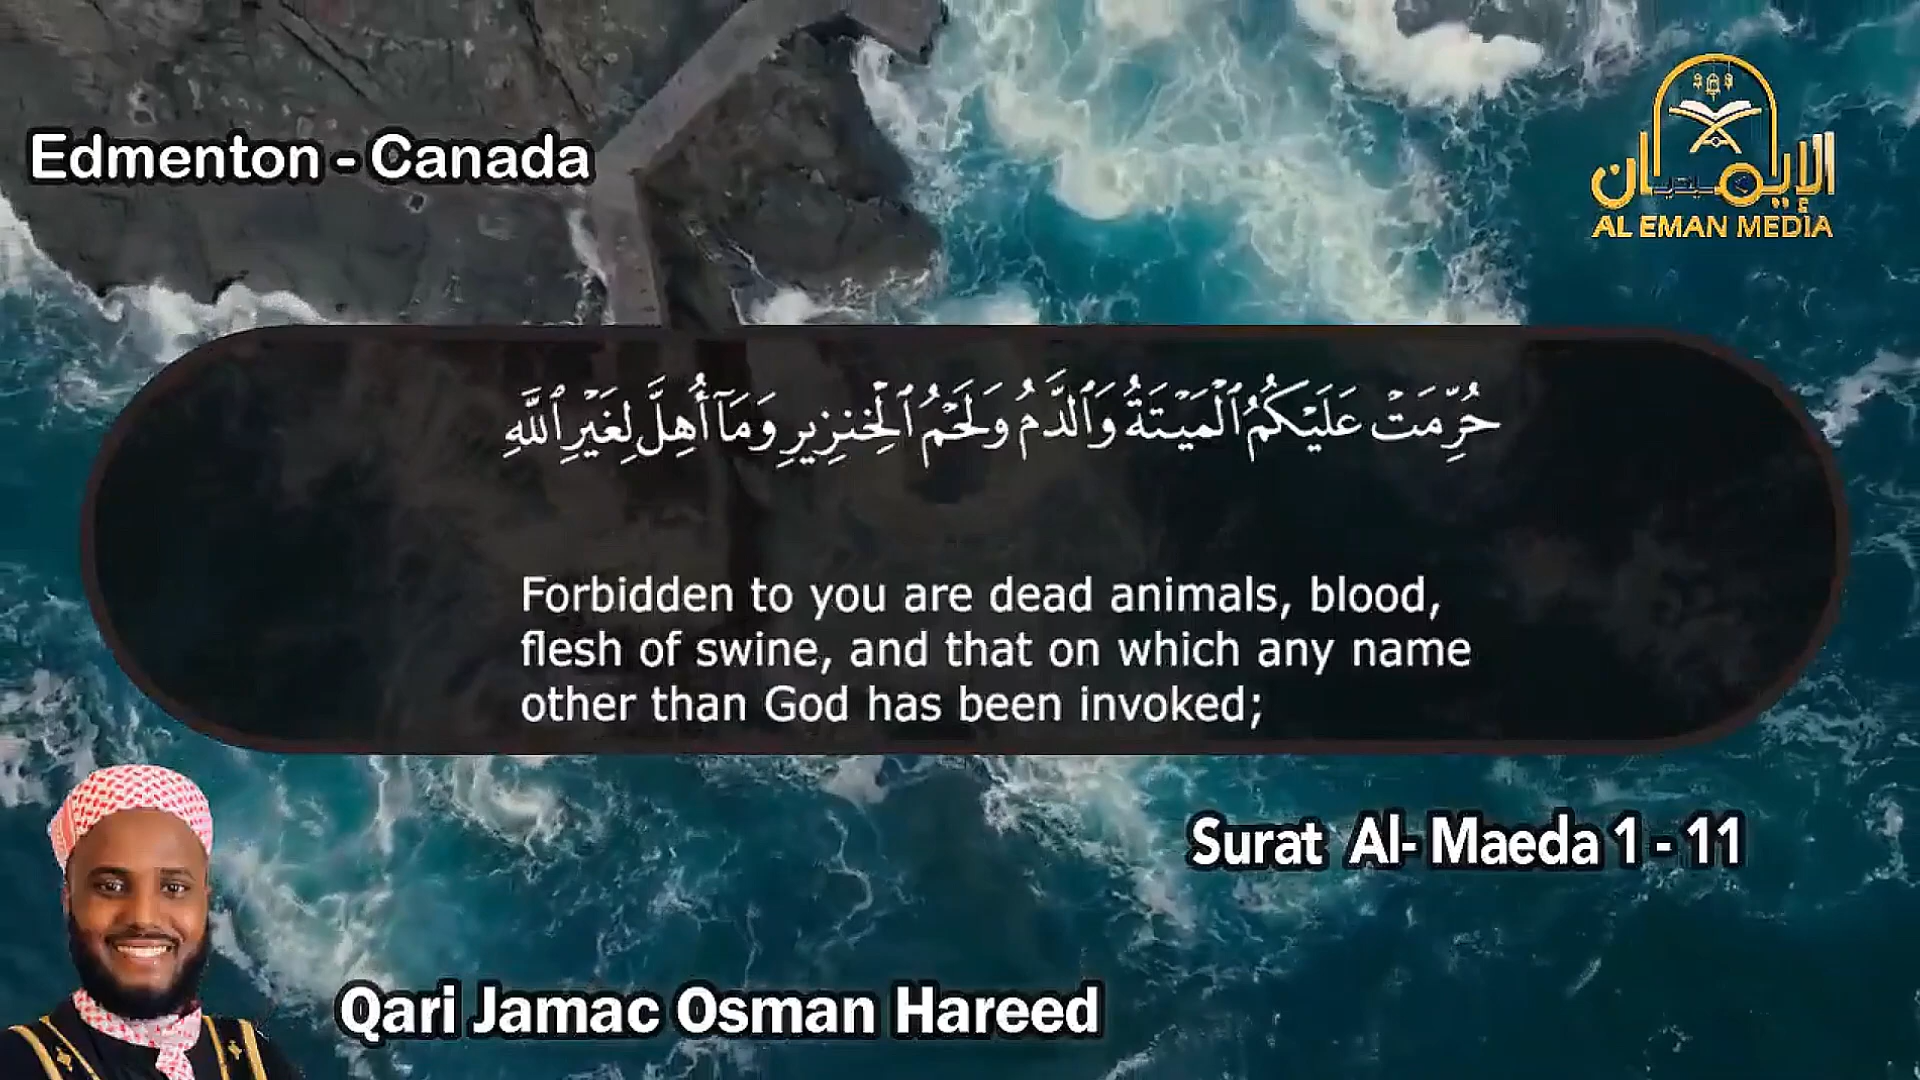 Edmenton - Canada
الإيمان
AL EMAN MEDIA
حُرِّمَتْ عَلَيْكُمُ ٱلْمَيْتَةُ وَٱلدَّمُ وَلَحْمُ ٱلْخِنزِيرِ وَمَآ أُهِلَّ لِغَيْرِ ٱللَّهِ
Forbidden to you are dead animals, blood,
flesh of swine, and that on which any name
other than God has been invoked;
Surat Al- Maeda 1 - 11
Qari Jamac Osman Hareed